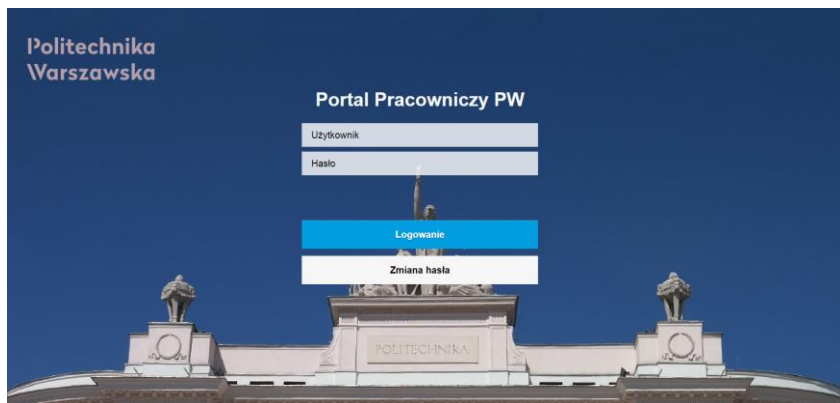 Politechnika
Warszawska
Portal Pracowniczy PW
Użytkownik
Hasło
Logowanie
Zmiana hasła
POLITECHNIKA